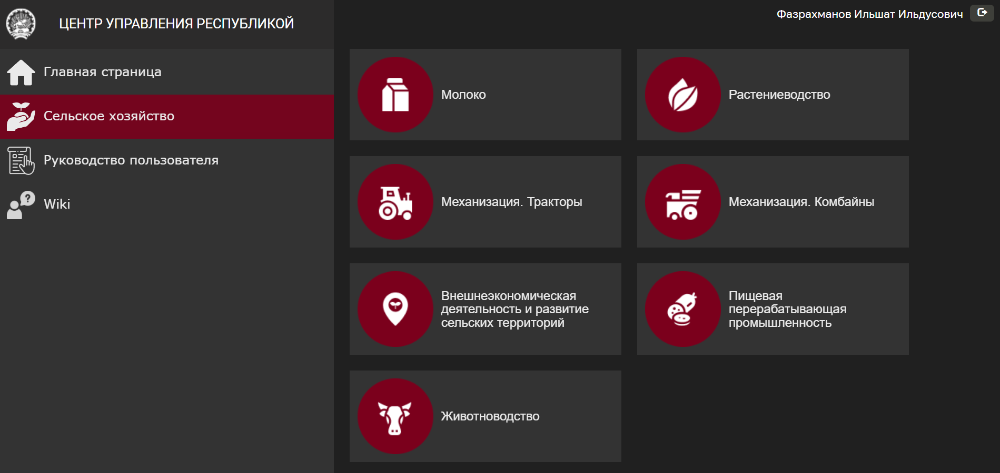 ЦЕНТР УПРАВЛЕНИЯ РЕСПУБЛИКОЙ
Фазрахманов Ильшат Ильдусович
Главная страница
Сельское хозяйство
Руководство пользователя
Wiki
Молоко
Растениеводство
Механизация. Тракторы
Механизация. Комбайны
Внешнеэкономическая
деятельность и развитие
сельских территорий
Пищевая
перерабатывающая
промышленность
Животноводство